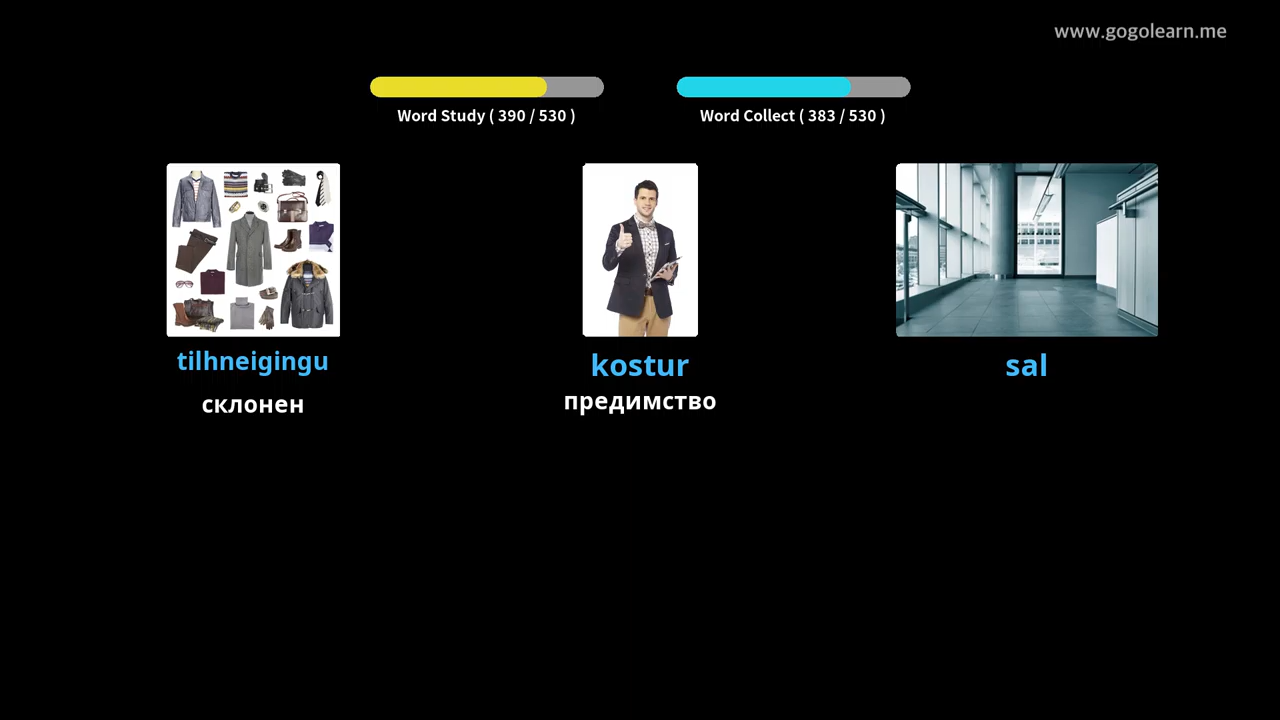 www.gogolearn.me
Word Study ( 390 / 530 )
Word Collect ( 383 / 530 )
tilhneigingu
склонен
kostur
предимство
sal